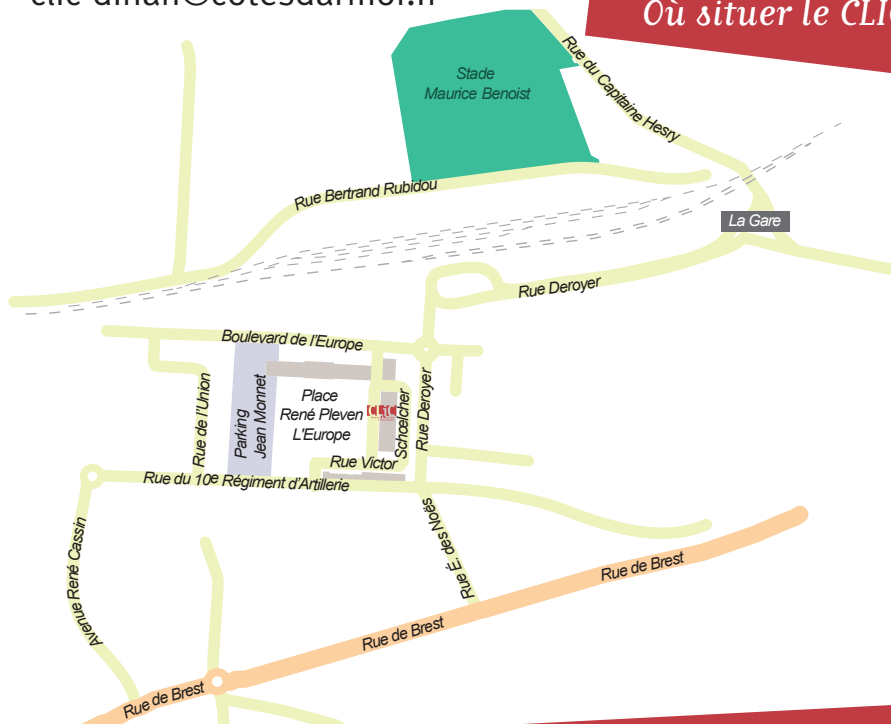 Où situer le CLIC
Rue du Capitaine Hesry
Stade
Maurice Benoist
Rue Bertrand Rubidou
La Gare
Rue Deroyer
Boulevard de l'Europe
Rue de l'Union
Parking
Jean Monnet
Place
René Pleven
L'Europe
CLIC
Rue Victor
Schœlcher
Rue Deroyer
Rue du 10e Régiment d'Artillerie
Avenue René Cassin
Rue É. des Noës
Rue de Brest
Rue de Brest
Rue de Brest